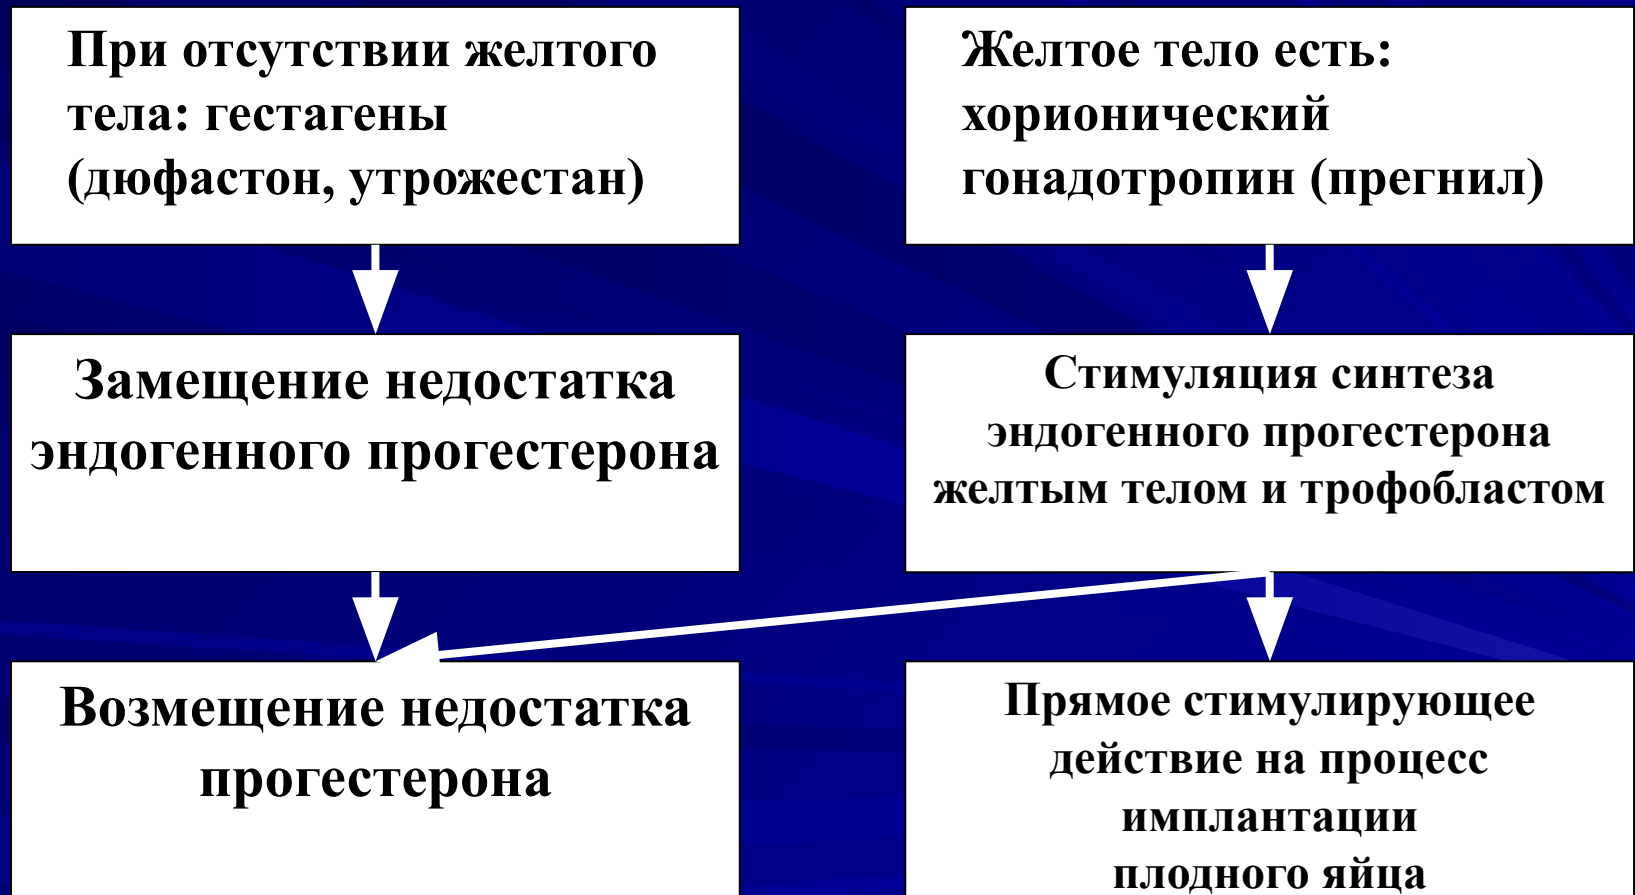 При отсутствии желтого
тела: гестагены
(дюфастон, утрожестан)
Желтое тело есть:
хорионический
гонадотропин (прегнил)
Замещение недостатка
эндогенного прогестерона
Стимуляция синтеза
эндогенного прогестерона
желтым телом и трофобластом
Возмещение недостатка
прогестерона
Прямое стимулирующее
действие на процесс
имплантации
плодного яйца